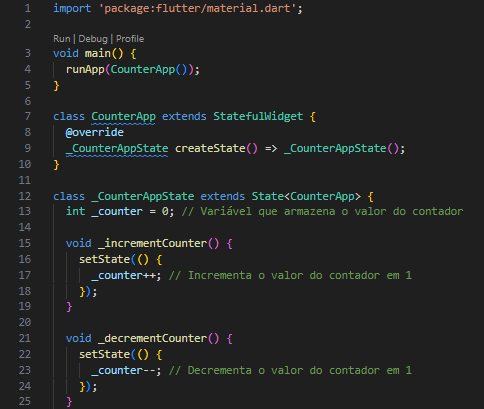 1 import 'package:flutter/material.dart';
2
Run | Debug | Profile
3 void main() {
4   runApp(CounterApp());
5 }
6
7 class CounterApp extends StatefulWidget {
8   @override
9   _CounterAppState createState() => _CounterAppState();
10 }
11
12 class _CounterAppState extends State<CounterApp> {
13   int _counter = 0; // Variável que armazena o valor do contador
14
15   void _incrementCounter() {
16     setState(() {
17       _counter++; // Incrementa o valor do contador em 1
18     });
19   }
20
21   void _decrementCounter() {
22     setState(() {
23       _counter--; // Decrementa o valor do contador em 1
24     });
25   }